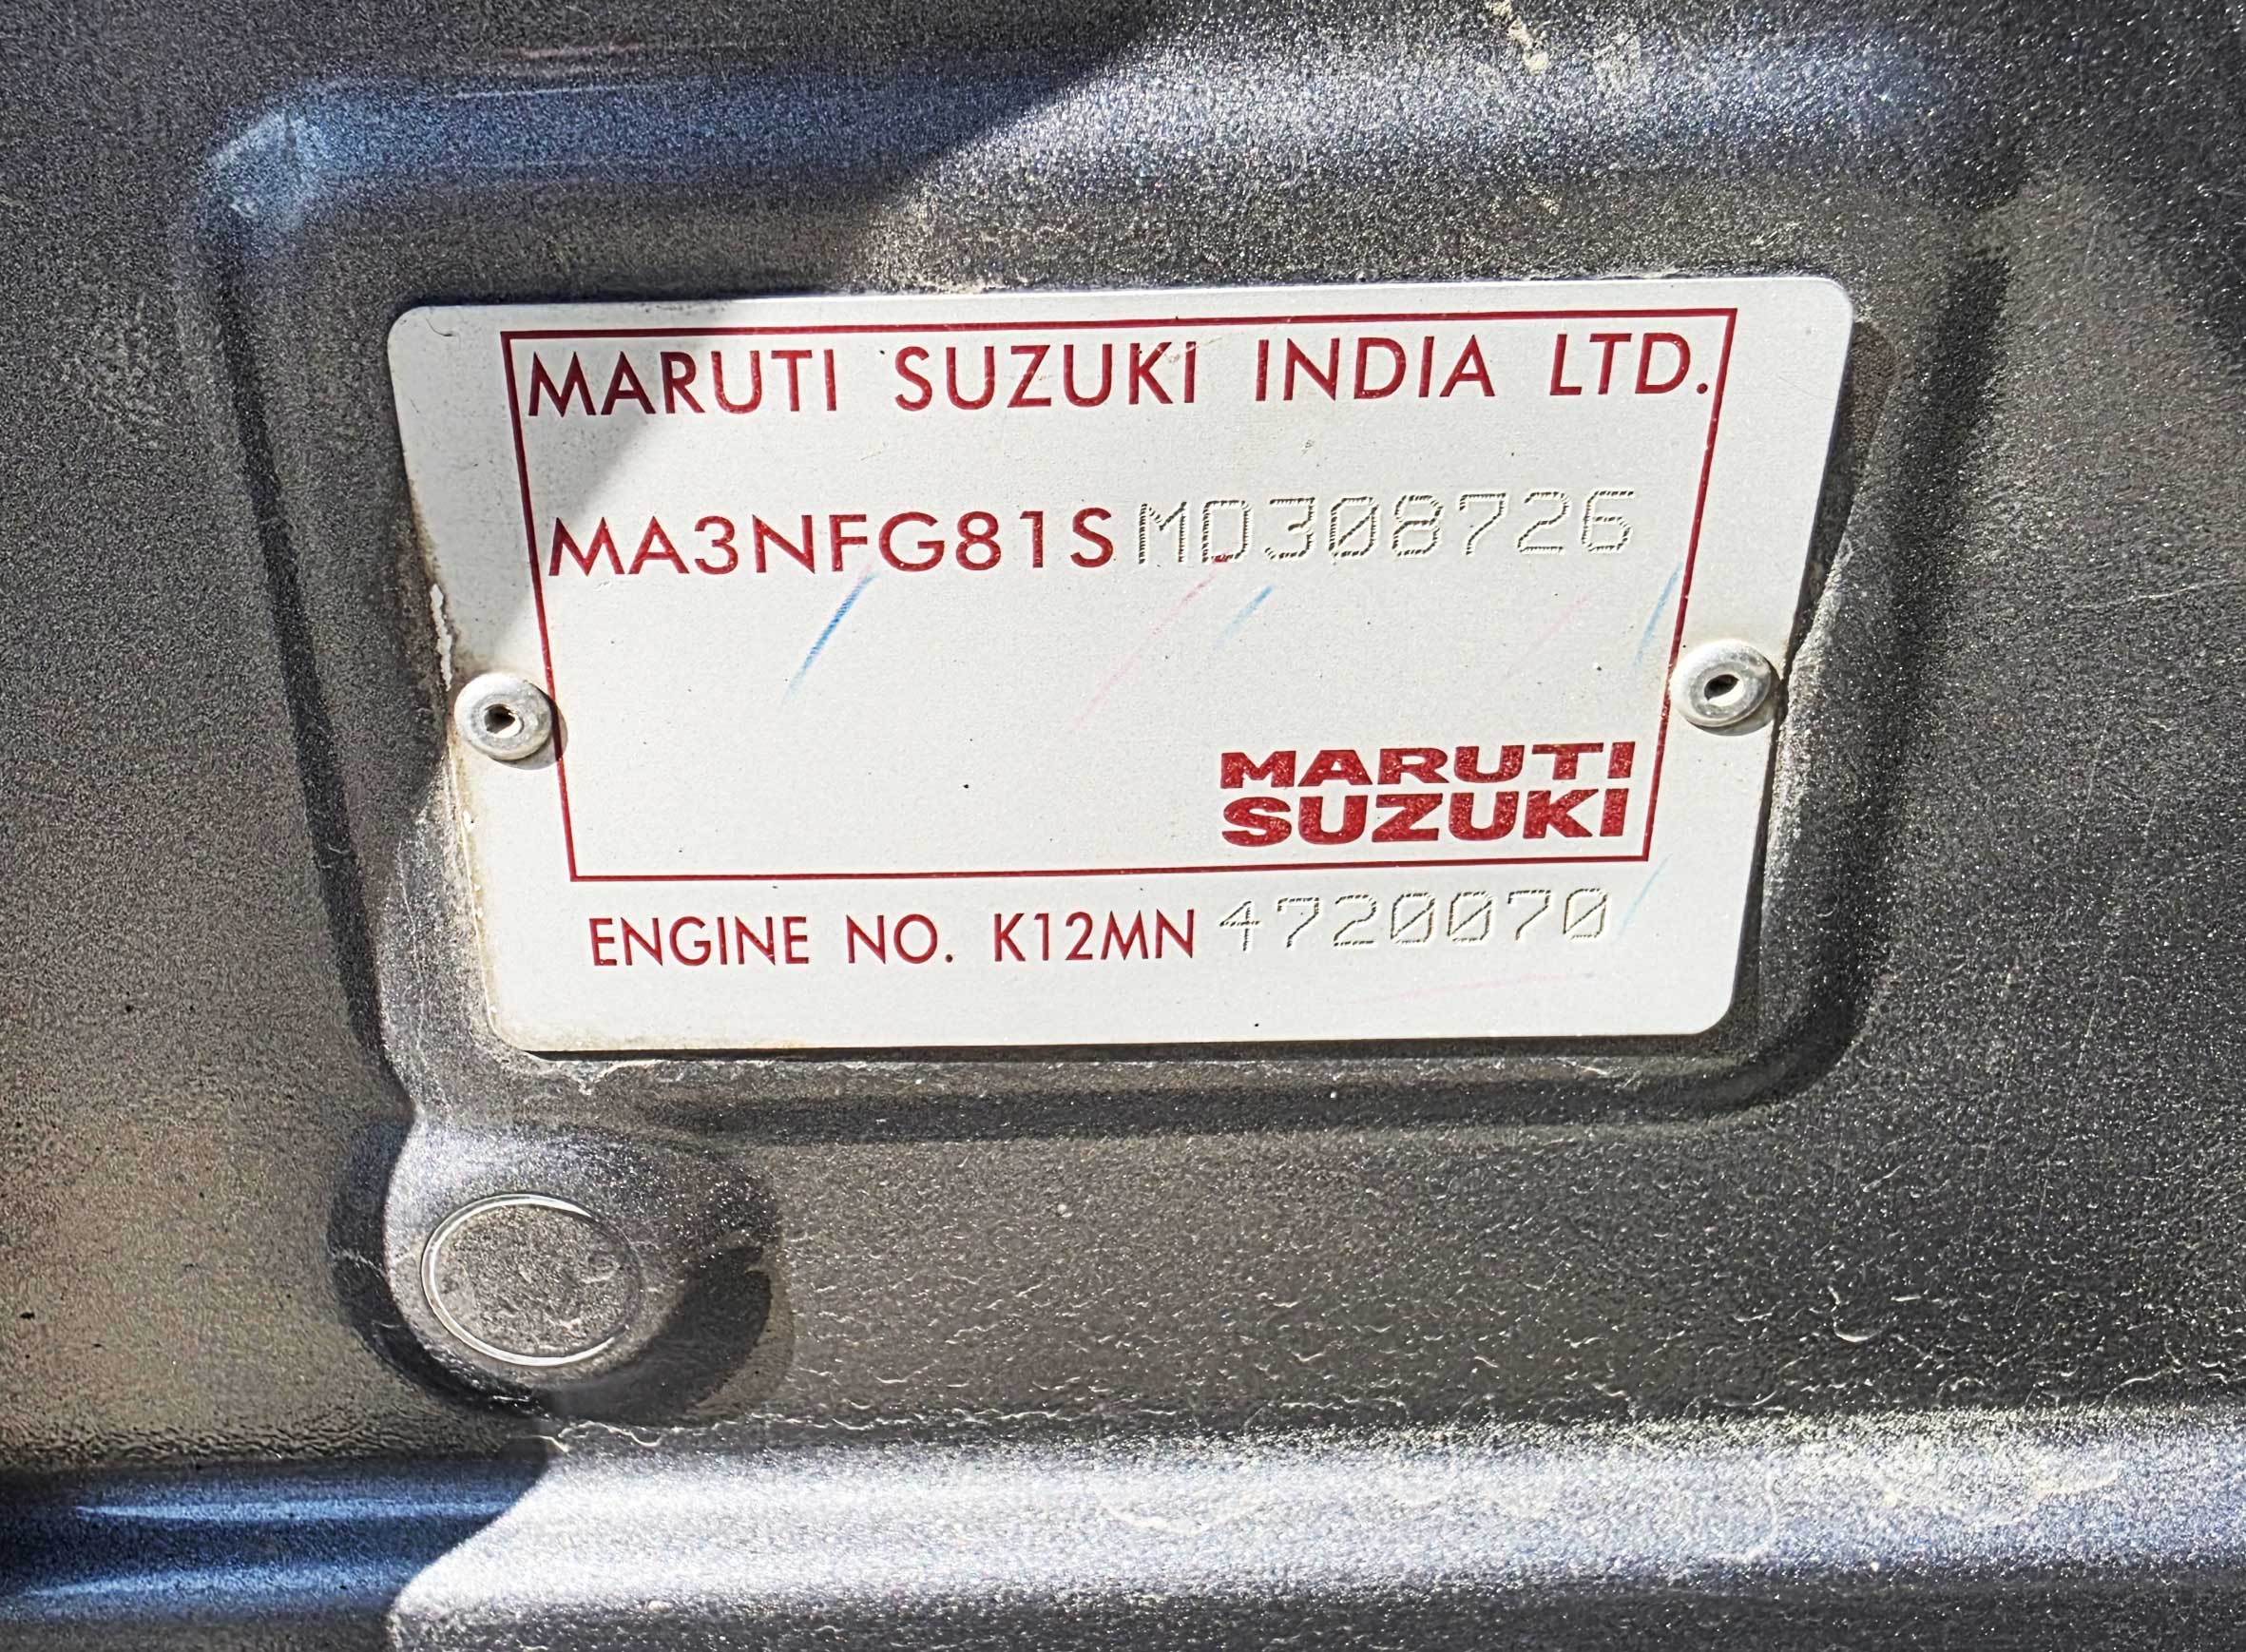 MARUTI SUZUKI INDIA LTD.
MA3NFG81SMD308726
MARUTI
SUZUKI
ENGINE NO. K12MN4720070